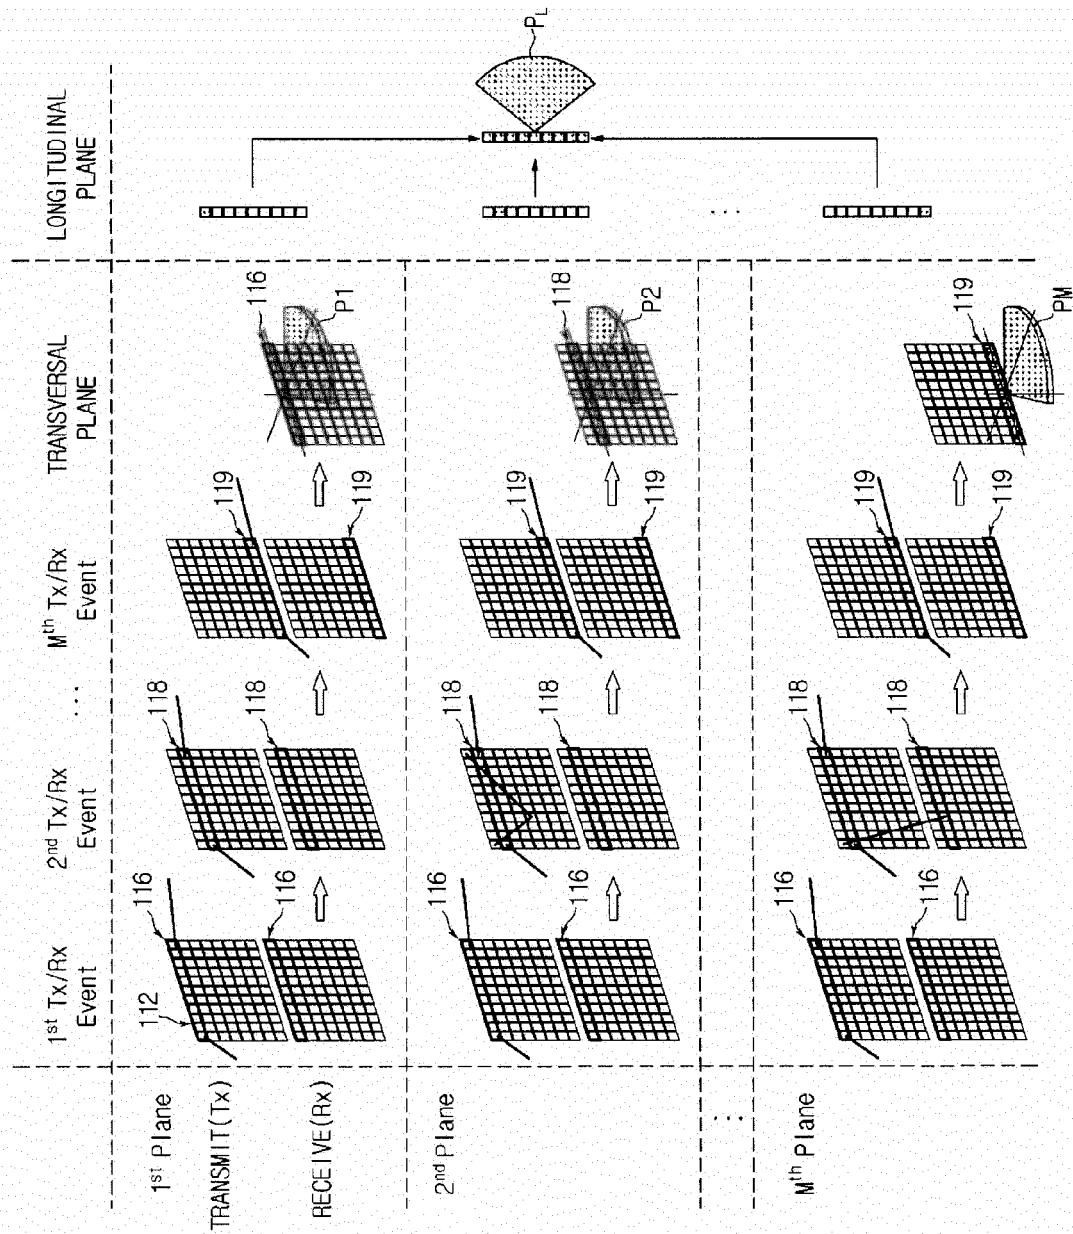 1st Tx/Rx
Event
2nd Tx/Rx
Event
...
Mth Tx/Rx
Event
TRANSVERSAL
PLANE
LONGITUDINAL
PLANE
1st Plane
TRANSMIT(Tx)
RECEIVE(Rx)
112
116
116
118
118
119
119
116
P1
2nd Plane
116
116
118
118
119
119
118
P2
PL
...
...
Mth Plane
116
116
118
118
119
119
119
PM